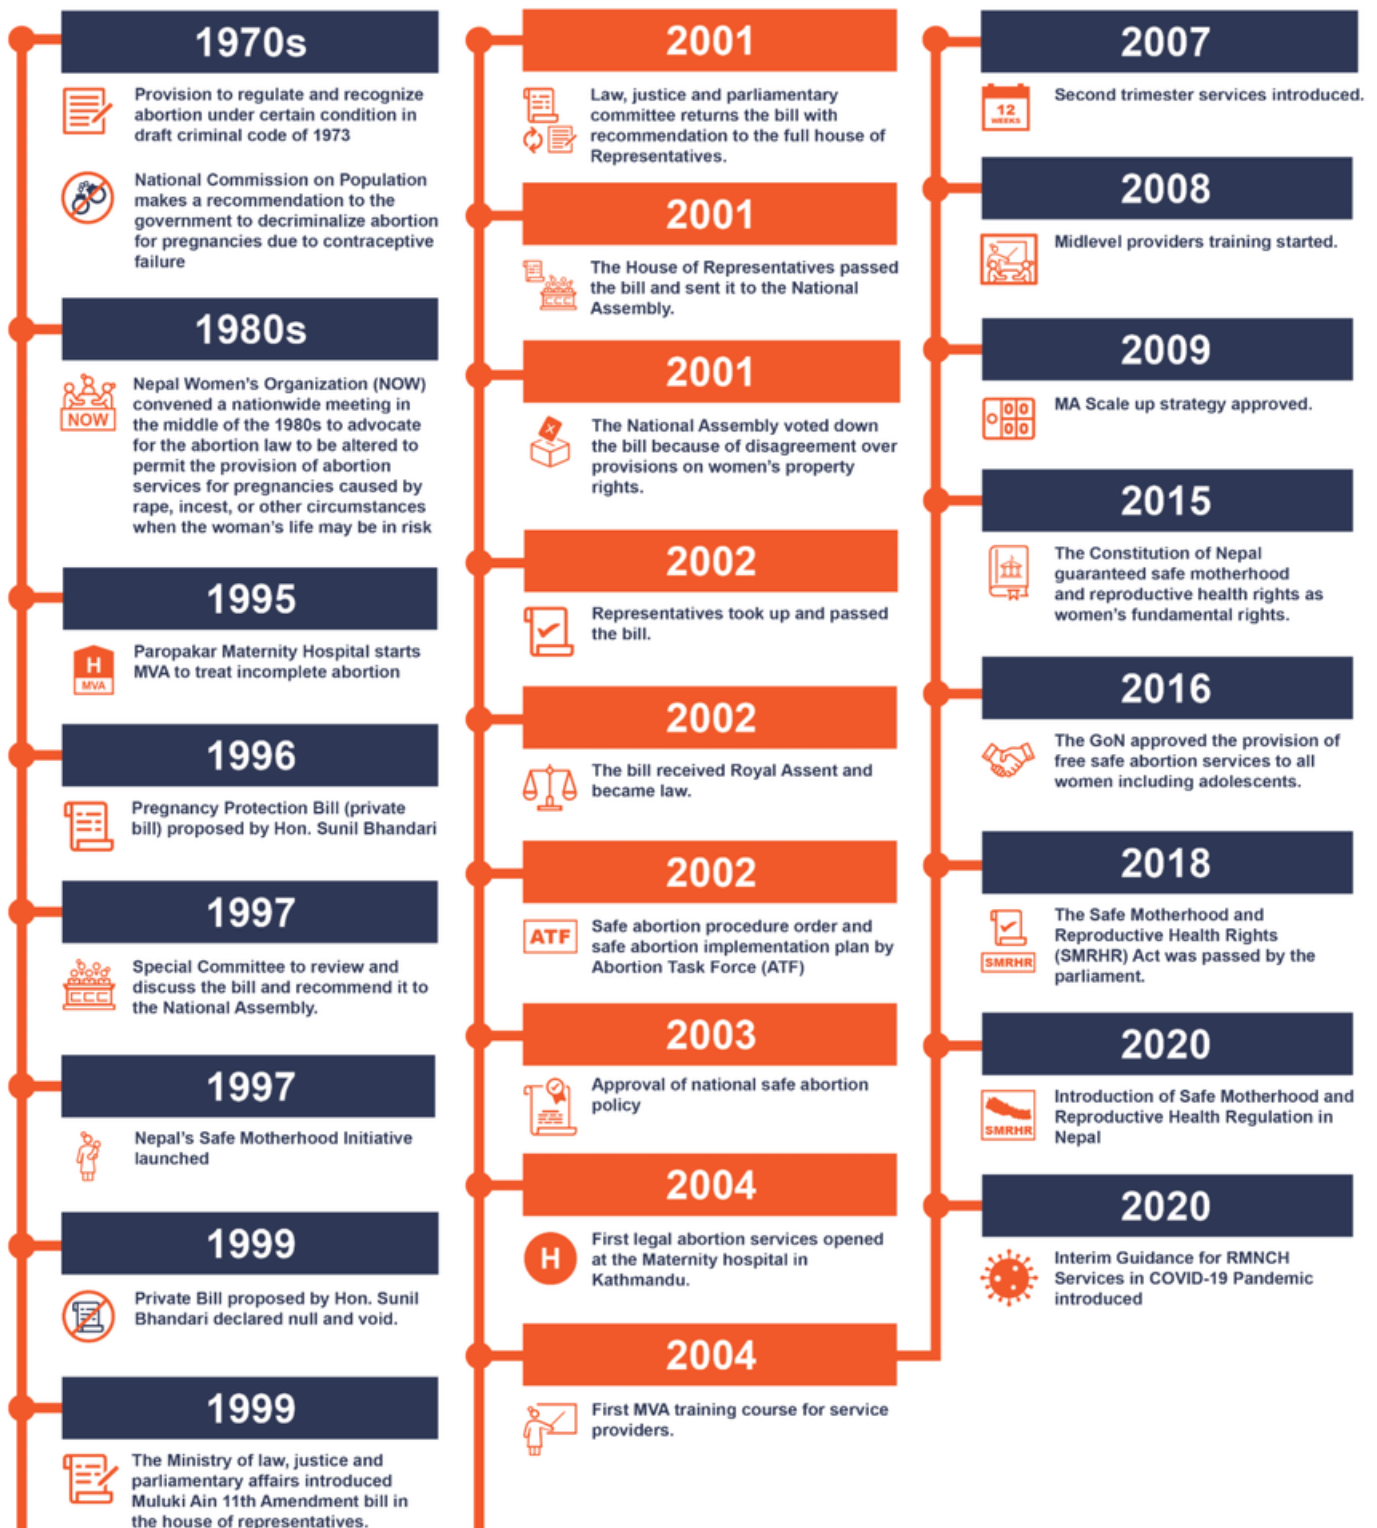 1970s
Provision to regulate and recognize
abortion under certain condition in
draft criminal code of 1973
National Commission on Population
makes a recommendation to the
government to decriminalize abortion
for pregnancies due to contraceptive
failure
1980s
NOW
Nepal Women's Organization (NOW)
convened a nationwide meeting in
the middle of the 1980s to advocate
for the abortion law to be altered to
permit the provision of abortion
services for pregnancies caused by
rape, incest, or other circumstances
when the woman's life may be in risk
1995
H
MVA
Paropakar Maternity Hospital starts
MVA to treat incomplete abortion
1996
Pregnancy Protection Bill (private
bill) proposed by Hon. Sunil Bhandari
1997
Special Committee to review and
discuss the bill and recommend it to
the National Assembly.
1997
Nepal's Safe Motherhood Initiative
launched
1999
Private Bill proposed by Hon. Sunil
Bhandari declared null and void.
1999
The Ministry of law, justice and
parliamentary affairs introduced
Muluki Ain 11th Amendment bill in
the house of representatives.
2001
Law, justice and parliamentary
committee returns the bill with
recommendation to the full house of
Representatives.
2001
The House of Representatives passed
the bill and sent it to the National
Assembly.
2001
The National Assembly voted down
the bill because of disagreement over
provisions on women's property
rights.
2002
Representatives took up and passed
the bill.
2002
The bill received Royal Assent and
became law.
2002
ATF
Safe abortion procedure order and
safe abortion implementation plan by
Abortion Task Force (ATF)
2003
Approval of national safe abortion
policy
2004
H
First legal abortion services opened
at the Maternity hospital in
Kathmandu.
2004
First MVA training course for service
providers.
2007
12
WEEKS
Second trimester services introduced.
2008
Midlevel providers training started.
2009
MA Scale up strategy approved.
2015
The Constitution of Nepal
guaranteed safe motherhood
and reproductive health rights as
women's fundamental rights.
2016
The GoN approved the provision of
free safe abortion services to all
women including adolescents.
2018
SMRHR
The Safe Motherhood and
Reproductive Health Rights
(SMRHR) Act was passed by the
parliament.
2020
SMRHR
Introduction of Safe Motherhood and
Reproductive Health Regulation in
Nepal
2020
Interim Guidance for RMNCH
Services in COVID-19 Pandemic
introduced